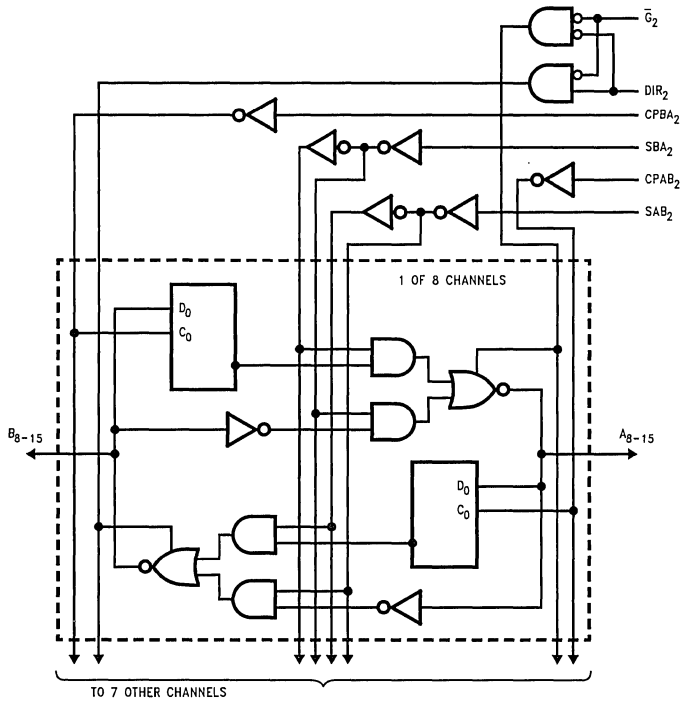 G̅₂
DIR₂
CPBA₂
SBA₂
CPAB₂
SAB₂
1 OF 8 CHANNELS
D₀
C₀
B₈₋₁₅
A₈₋₁₅
D₀
C₀
TO 7 OTHER CHANNELS